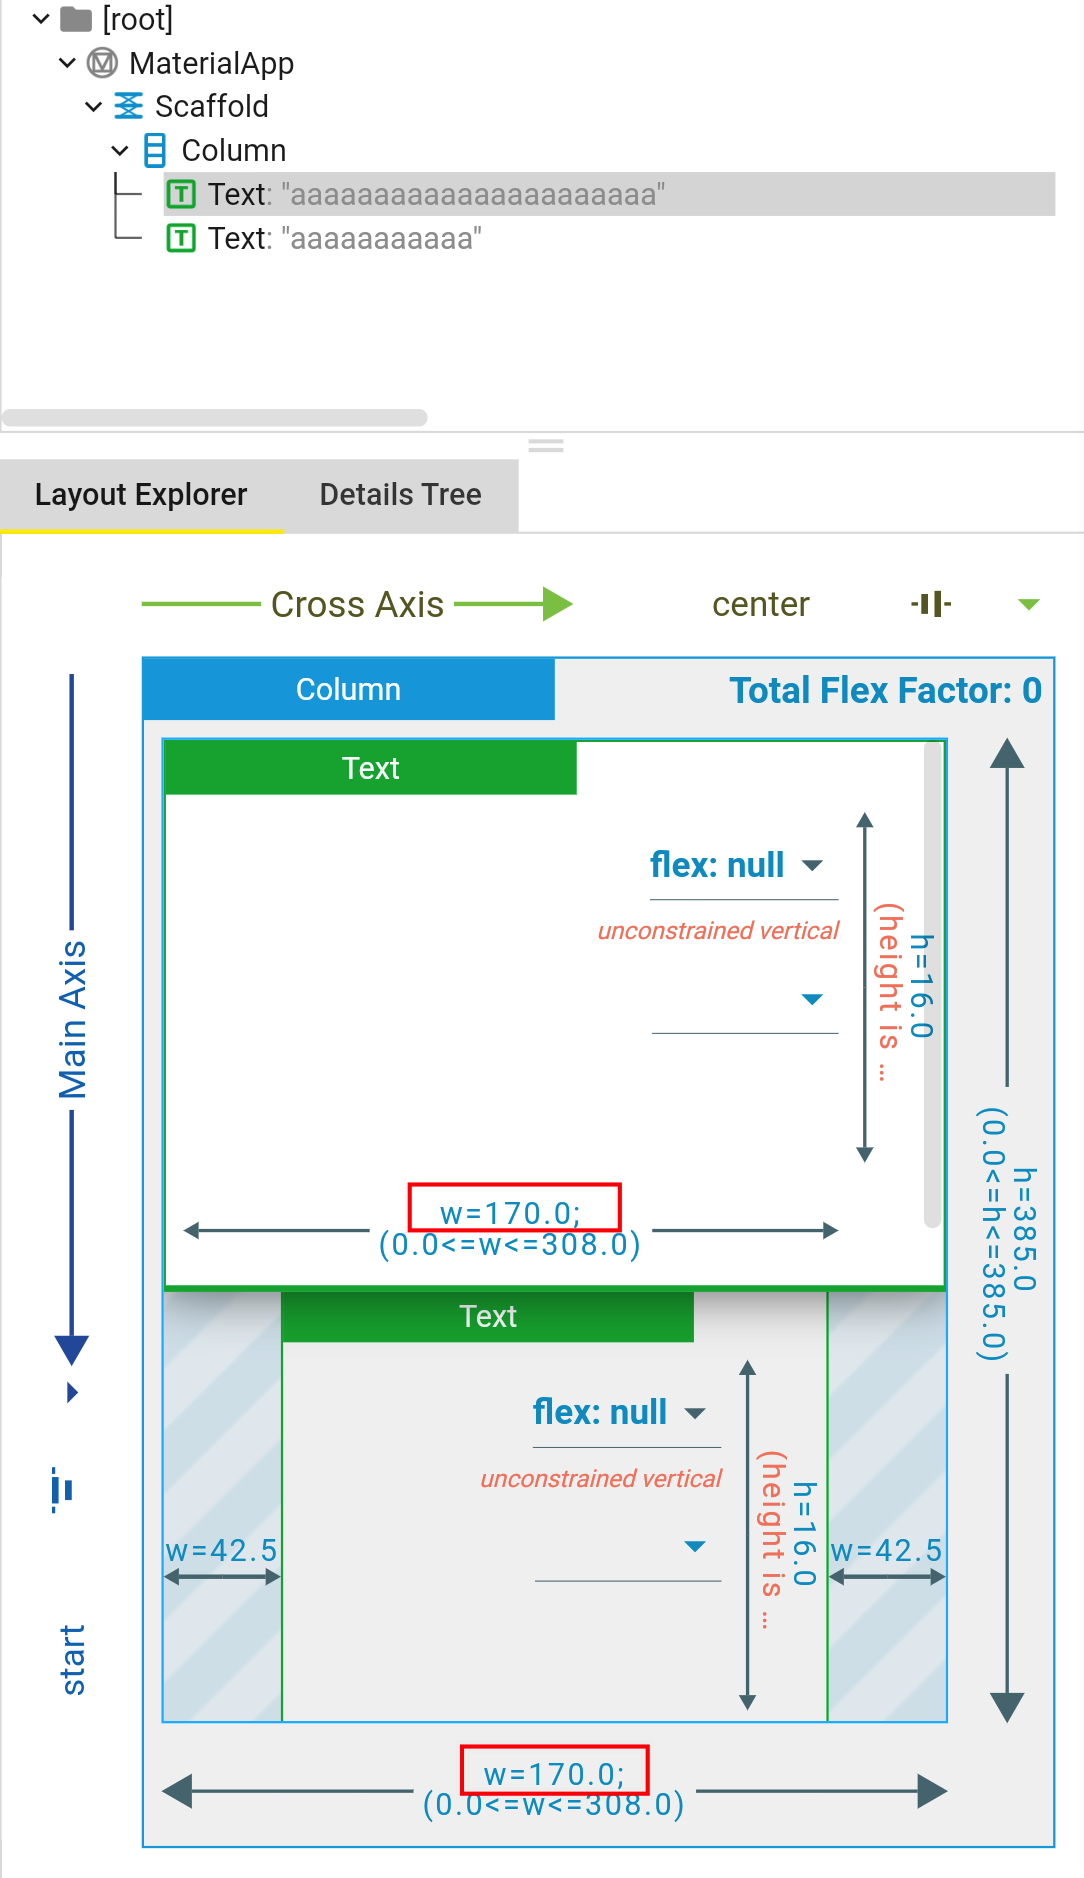 [root]
MaterialApp
Scaffold
Column
Text: "aaaaaaaaaaaaaaaaaaaaaa"
Text: "aaaaaaaaaaa"
Layout Explorer
Details Tree
Cross Axis
center
Main Axis
start
Column
Total Flex Factor: 0
Text
flex: null
unconstrained vertical
h=16.0
(height is ...
w=170.0;
(0.0<=w<=308.0)
h=385.0
(0.0<=h<=385.0)
Text
flex: null
unconstrained vertical
h=16.0
(height is ...
w=42.5
w=42.5
w=170.0;
(0.0<=w<=308.0)